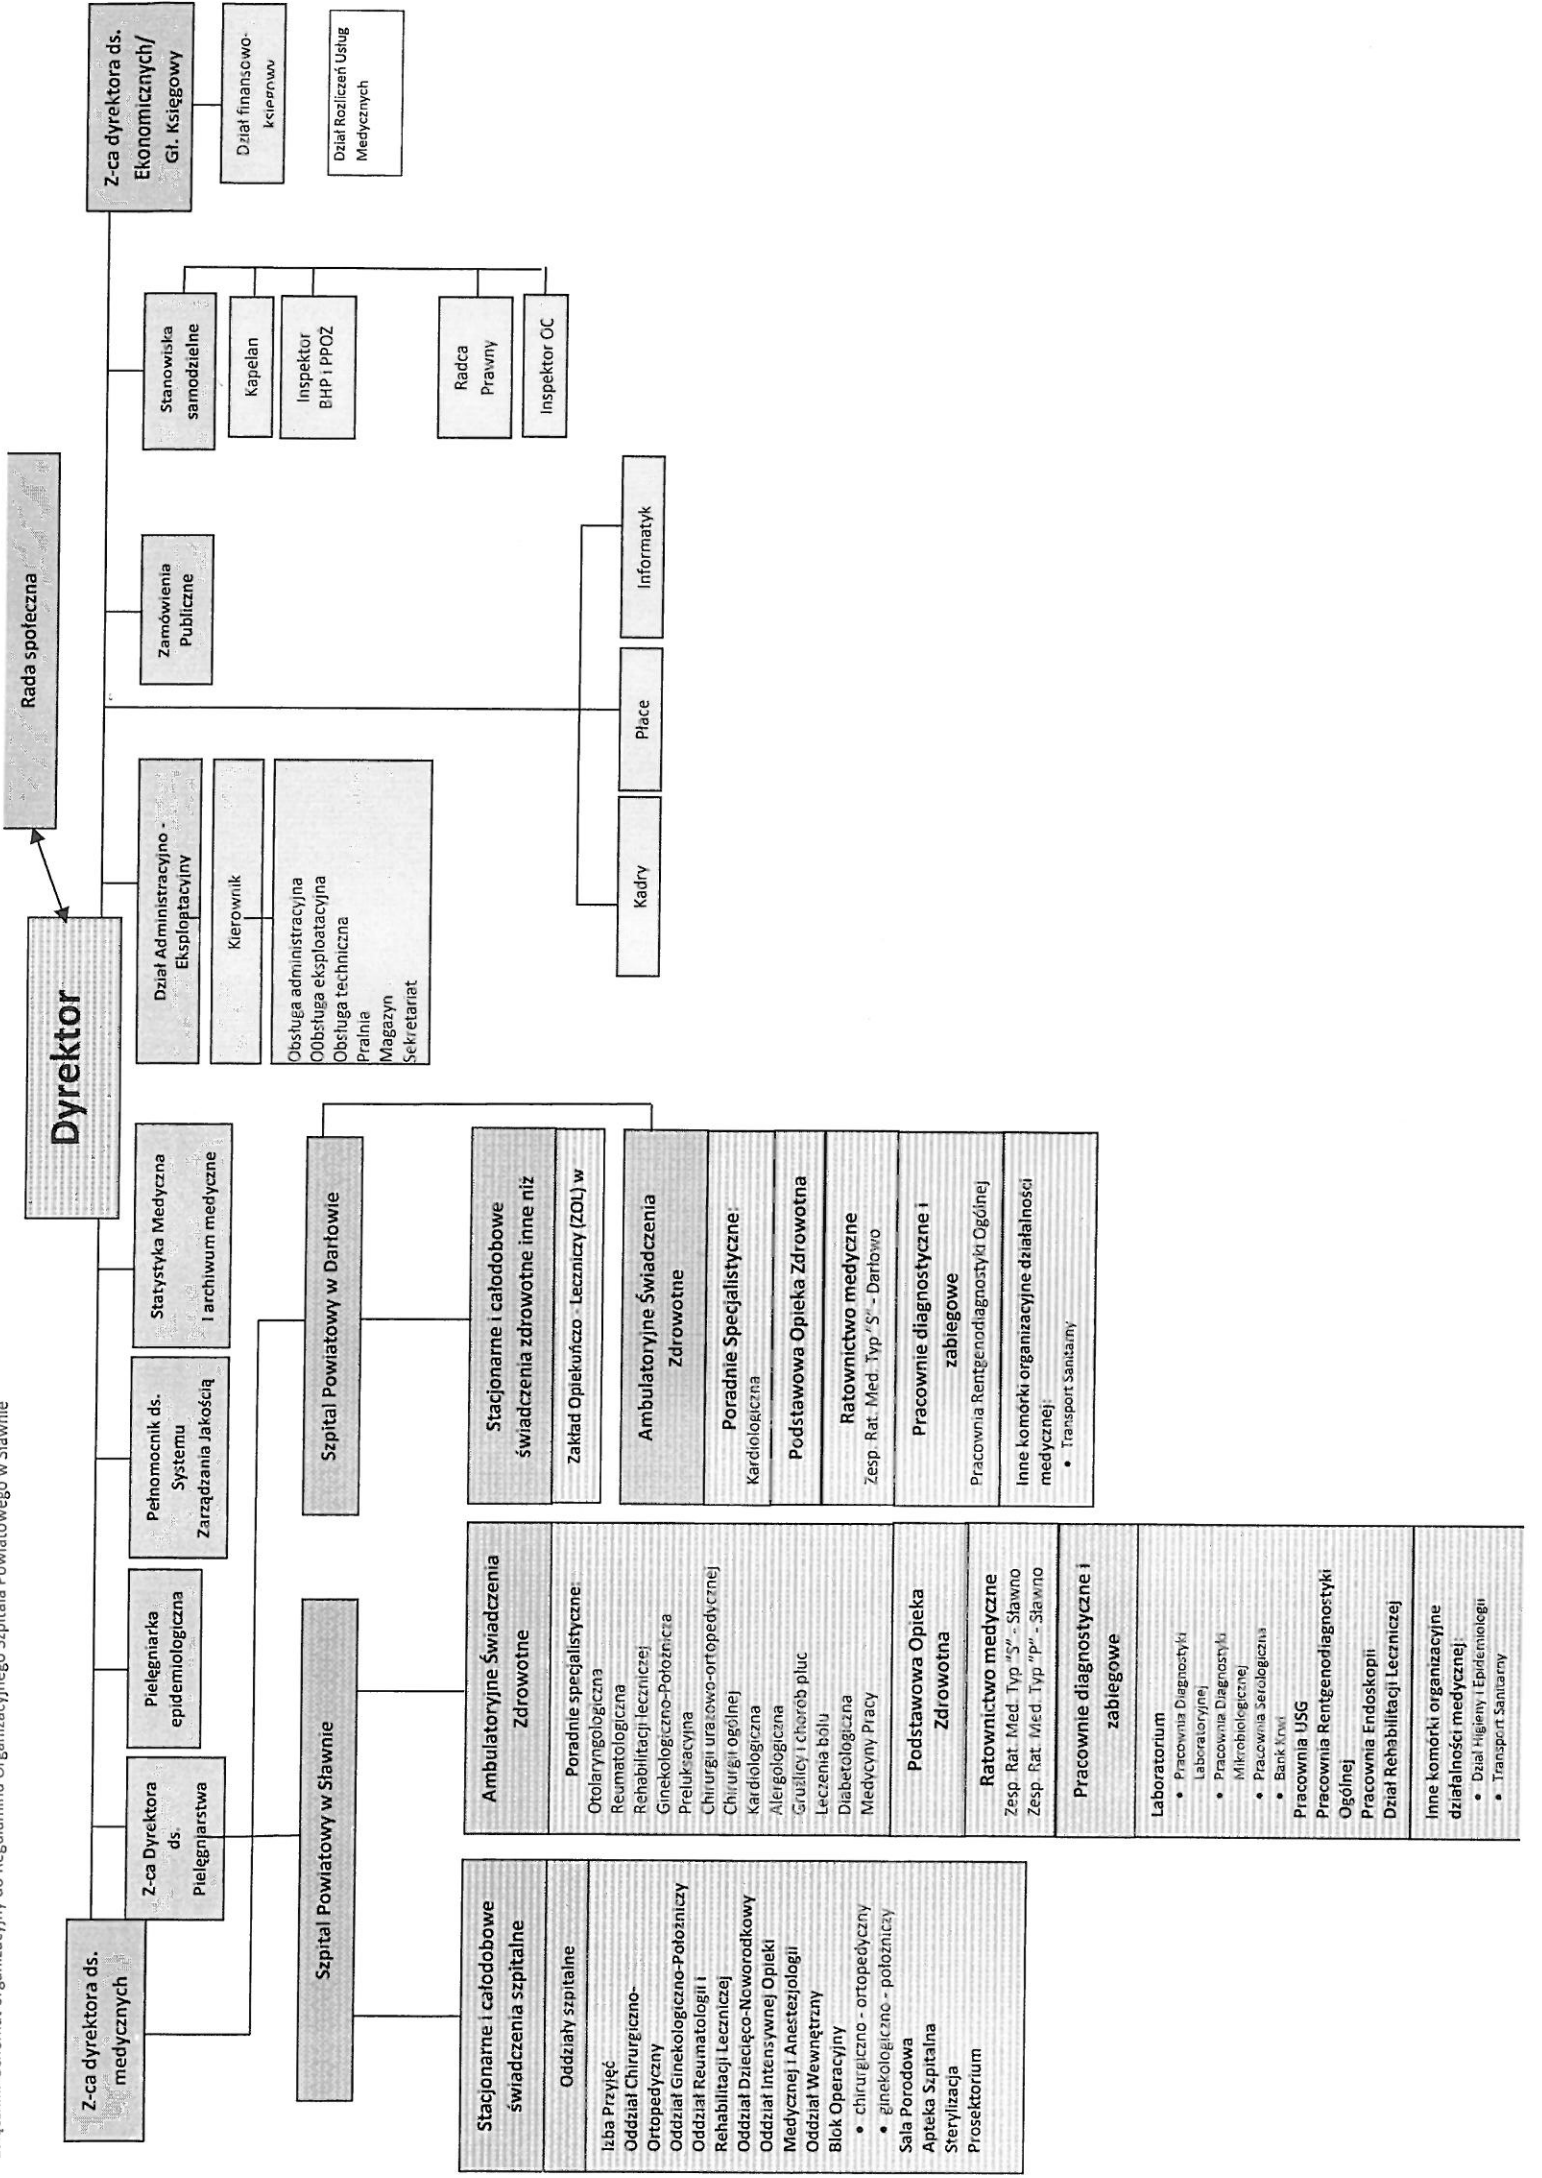 organizacyjny do Regulaminu Organizacyjnego Szpitala Powiatowego w Sławnie
Rada społeczna
Dyrektor
Z-ca dyrektora ds.
medycznych
Z-ca Dyrektora
ds.
Pielęgniarstwa
Pielęgniarka
epidemiologiczna
Pełnomocnik ds.
Systemu
Zarządzania Jakością
Statystyka Medyczna
I archiwum medyczne
Dział Administracyjno -
Eksploatacyjny
Kierownik
Obsługa administracyjna
O0bsługa eksploatacyjna
Obsługa techniczna
Pralnia
Magazyn
Sekretariat
Zamówienia
Publiczne
Stanowiska
samodzielne
Kapelan
Inspektor
BHP i PPOŻ
Radca
Prawny
Inspektor OC
Z-ca dyrektora ds.
Ekonomicznych/
Gł. Księgowy
Dział finansowo-
księgowy
Dział Rozliczeń Usług
Medycznych
Kadry
Płace
Informatyk
Szpital Powiatowy w Sławnie
Szpital Powiatowy w Darłowie
Stacjonarne i całodobowe
świadczenia szpitalne
Oddziały szpitalne
Izba Przyjęć
Oddział Chirurgiczno-
Ortopedyczny
Oddział Ginekologiczno-Położniczy
Oddział Reumatologii i
Rehabilitacji Leczniczej
Oddział Dziecięco-Noworodkowy
Oddział Intensywnej Opieki
Medycznej i Anestezjologii
Oddział Wewnętrzny
Blok Operacyjny
• chirurgiczno - ortopedyczny
• ginekologiczno - położniczy
Sala Porodowa
Apteka Szpitalna
Sterylizacja
Prosektorium
Ambulatoryjne Świadczenia
Zdrowotne
Poradnie specjalistyczne:
Otolaryngologiczna
Reumatologiczna
Rehabilitacji leczniczej
Ginekologiczno-Położnicza
Preluksacyjna
Chirurgii urazowo-ortopedycznej
Chirurgii ogólnej
Kardiologiczna
Alergologiczna
Gruźlicy i chorób płuc
Leczenia bólu
Diabetologiczna
Medycyny Pracy
Podstawowa Opieka
Zdrowotna
Ratownictwo medyczne
Zesp. Rat. Med. Typ "S" - Sławno
Zesp. Rat. Med. Typ "P" - Sławno
Pracownie diagnostyczne i
zabiegowe
Laboratorium
• Pracownia Diagnostyki
Laboratoryjnej
• Pracownia Diagnostyki
Mikrobiologicznej
• Pracownia Serologiczna
• Bank Krwi
Pracownia USG
Pracownia Rentgenodiagnostyki
Ogólnej
Pracownia Endoskopii
Dział Rehabilitacji Leczniczej
Inne komórki organizacyjne
działalności medycznej:
• Dział Higieny i Epidemiologii
• Transport Sanitarny
Stacjonarne i całodobowe
świadczenia zdrowotne inne niż
Zakład Opiekuńczo - Leczniczy (ZOL) w
Ambulatoryjne Świadczenia
Zdrowotne
Poradnie Specjalistyczne:
Kardiologiczna
Podstawowa Opieka Zdrowotna
Ratownictwo medyczne
Zesp. Rat. Med. Typ "S" - Darłowo
Pracownie diagnostyczne i
zabiegowe
Pracownia Rentgenodiagnostyki Ogólnej
Inne komórki organizacyjne działalności
medycznej:
• Transport Sanitarny